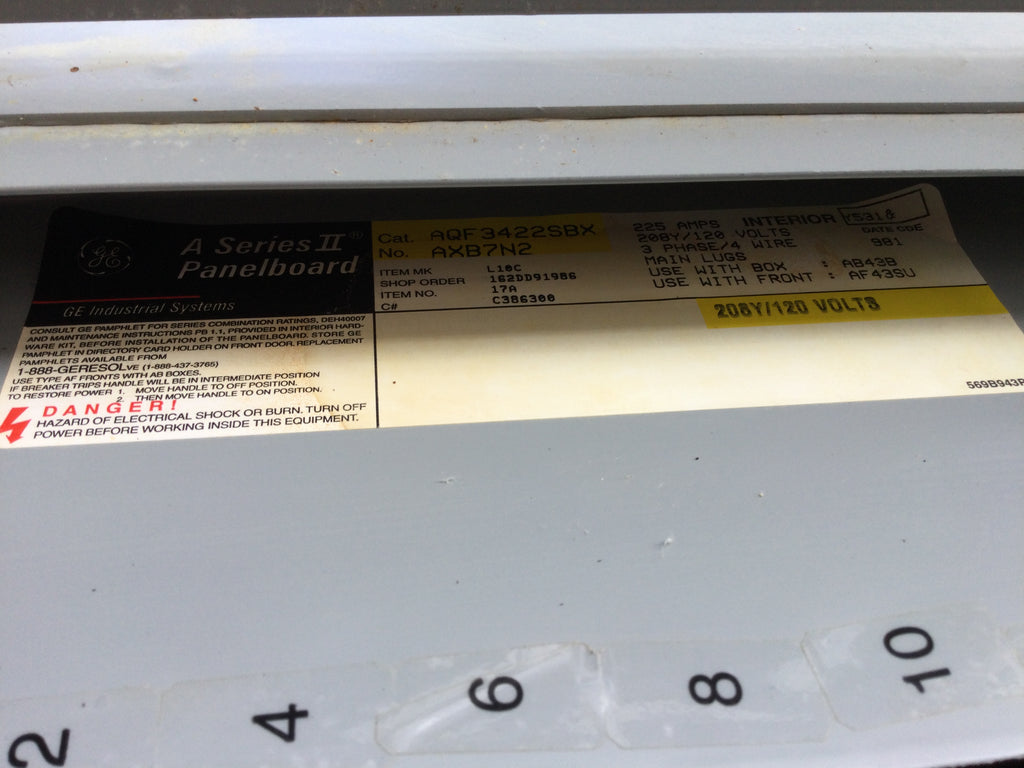 GE
A Series II®
Panelboard
GE Industrial Systems
Cat. AQF3422SBX
No. AXB7N2
ITEM MK L10C
SHOP ORDER 162DD91986
ITEM NO. 17A
C# C386300
225 AMPS INTERIOR
208Y/120 VOLTS DATE CODE
3 PHASE/4 WIRE 981
MAIN LUGS
USE WITH BOX : AB43B
USE WITH FRONT : AF43SU
208Y/120 VOLTS
CONSULT GE PAMPHLET FOR SERIES COMBINATION RATINGS, DEH40007
AND MAINTENANCE INSTRUCTIONS PB 1.1, PROVIDED IN INTERIOR HARD-
WARE KIT, BEFORE INSTALLATION OF THE PANELBOARD. STORE GE
PAMPHLET IN DIRECTORY CARD HOLDER ON FRONT DOOR. REPLACEMENT
PAMPHLETS AVAILABLE FROM
1-888-GERESOLVE (1-888-437-3765)
USE TYPE AF FRONTS WITH AB BOXES.
IF BREAKER TRIPS HANDLE WILL BE IN INTERMEDIATE POSITION
TO RESTORE POWER 1. MOVE HANDLE TO OFF POSITION.
2. THEN MOVE HANDLE TO ON POSITION.
DANGER!
HAZARD OF ELECTRICAL SHOCK OR BURN. TURN OFF
POWER BEFORE WORKING INSIDE THIS EQUIPMENT.
2
4
6
8
10